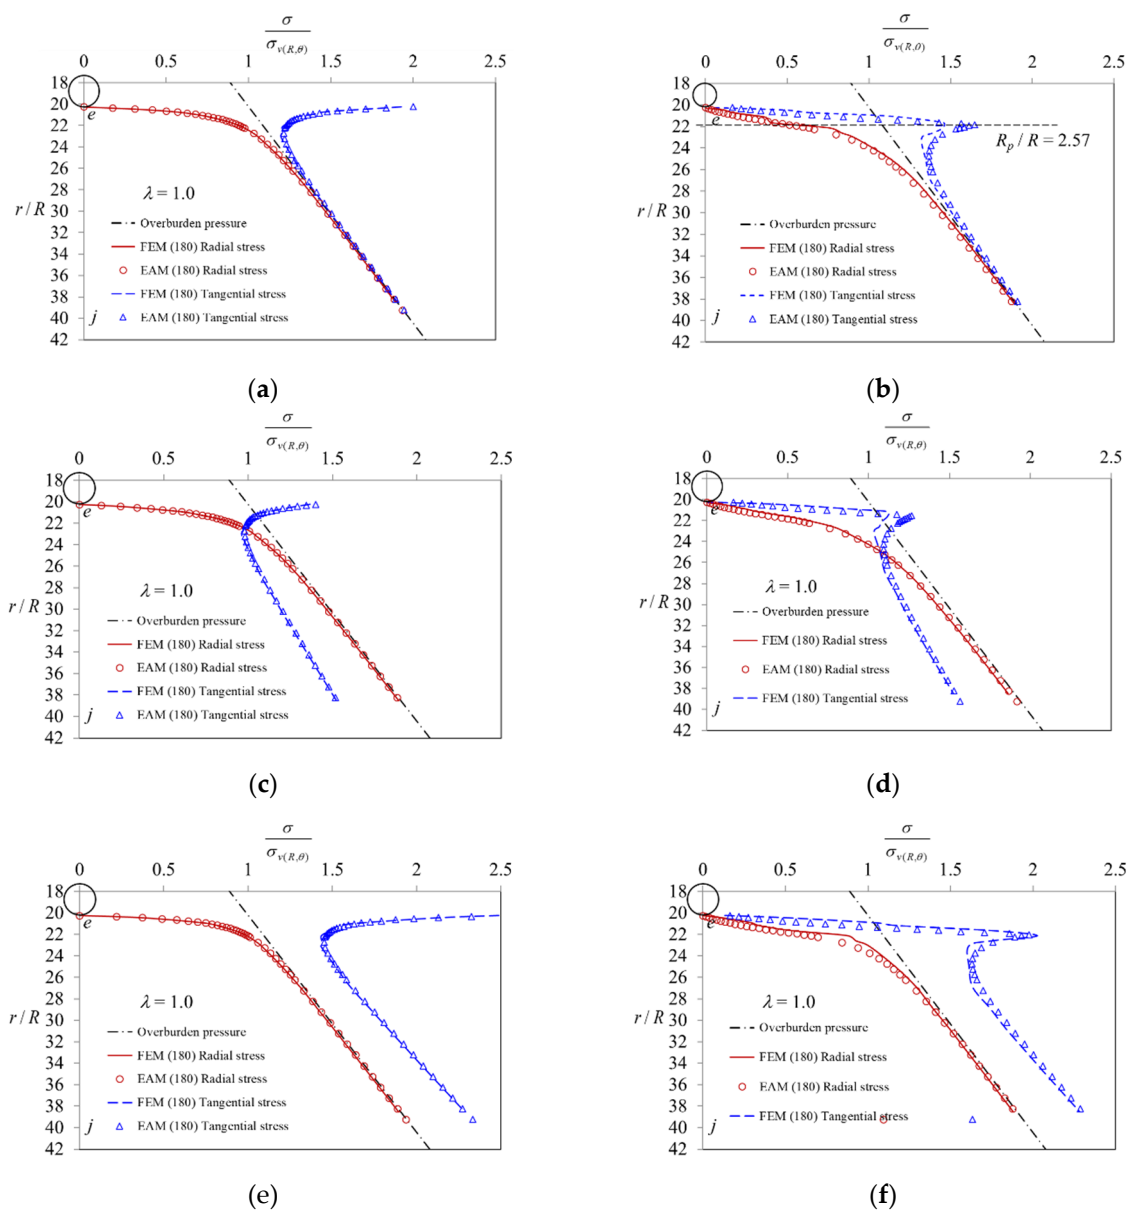 σ
σv(R,θ)
0 0.5 1 1.5 2 2.5
18
20
22
24
26
28
30
32
34
36
38
40
42
r / R
e
j
λ = 1.0
Overburden pressure
FEM (180) Radial stress
EAM (180) Radial stress
FEM (180) Tangential stress
EAM (180) Tangential stress
(a)
σ
σv(R,0)
0 0.5 1 1.5 2 2.5
18
20
22
24
26
28
30
32
34
36
38
40
42
r / R
e
j
Rp / R = 2.57
Overburden pressure
FEM (180) Radial stress
EAM (180) Radial stress
FEM (180) Tangential stress
EAM (180) Tangential stress
(b)
σ
σv(R,θ)
0 0.5 1 1.5 2 2.5
18
20
22
24
26
28
30
32
34
36
38
40
42
r / R
e
j
λ = 1.0
Overburden pressure
FEM (180) Radial stress
EAM (180) Radial stress
FEM (180) Tangential stress
EAM (180) Tangential stress
(c)
σ
σv(R,θ)
0 0.5 1 1.5 2 2.5
18
20
22
24
26
28
30
32
34
36
38
40
42
r / R
e
j
λ = 1.0
Overburden pressure
FEM (180) Radial stress
EAM (180) Radial stress
FEM (180) Tangential stress
(d)
σ
σv(R,θ)
0 0.5 1 1.5 2 2.5
18
20
22
24
26
28
30
32
34
36
38
40
42
r / R
e
j
λ = 1.0
Overburden pressure
FEM (180) Radial stress
EAM (180) Radial stress
FEM (180) Tangential stress
EAM (180) Tangential stress
(e)
σ
σv(R,θ)
0 0.5 1 1.5 2 2.5
18
20
22
24
26
28
30
32
34
36
38
40
42
r / R
e
j
λ = 1.0
Overburden pressure
FEM (180) Radial stress
EAM (180) Radial stress
FEM (180) Tangential stress
(f)